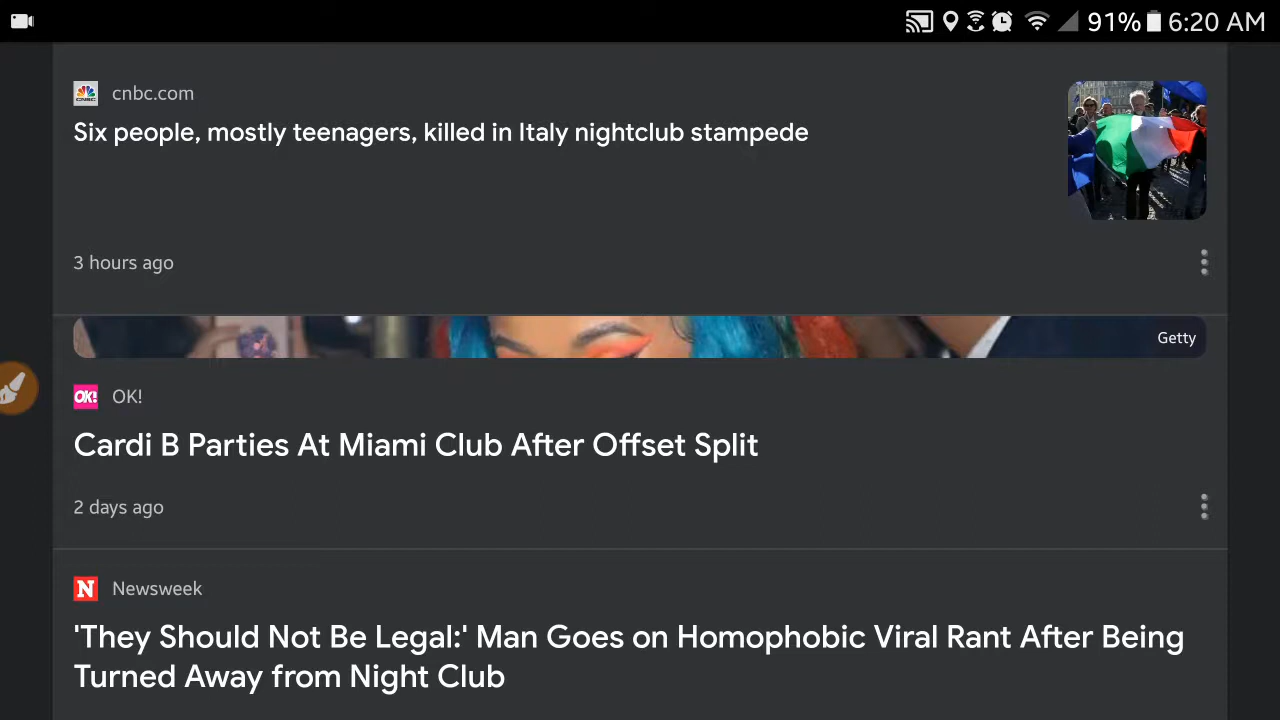 91% 6:20 AM
cnbc.com
Six people, mostly teenagers, killed in Italy nightclub stampede
3 hours ago
Getty
OK! OK!
Cardi B Parties At Miami Club After Offset Split
2 days ago
N Newsweek
'They Should Not Be Legal:' Man Goes on Homophobic Viral Rant After Being
Turned Away from Night Club